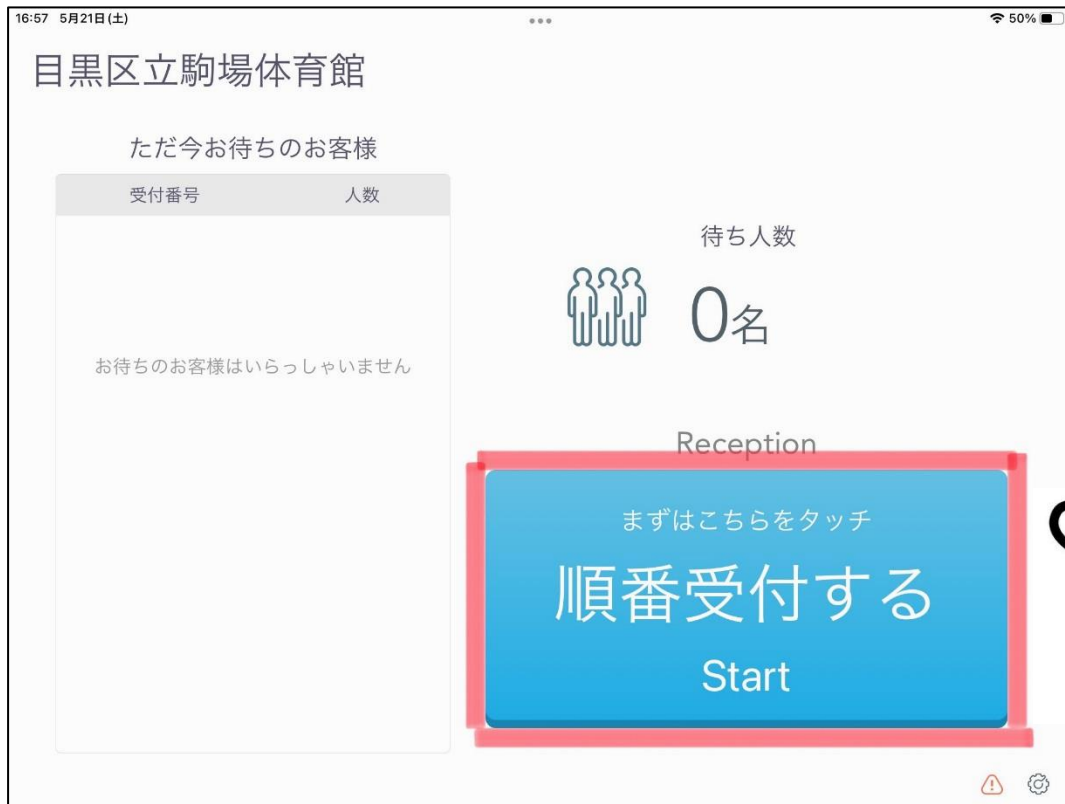 16:57 5月21日(土)
50%
目黒区立駒場体育館
ただ今お待ちのお客様
受付番号 人数
お待ちのお客様はいらっしゃいません
待ち人数
0名
Reception
まずはこちらをタッチ
順番受付する
Start